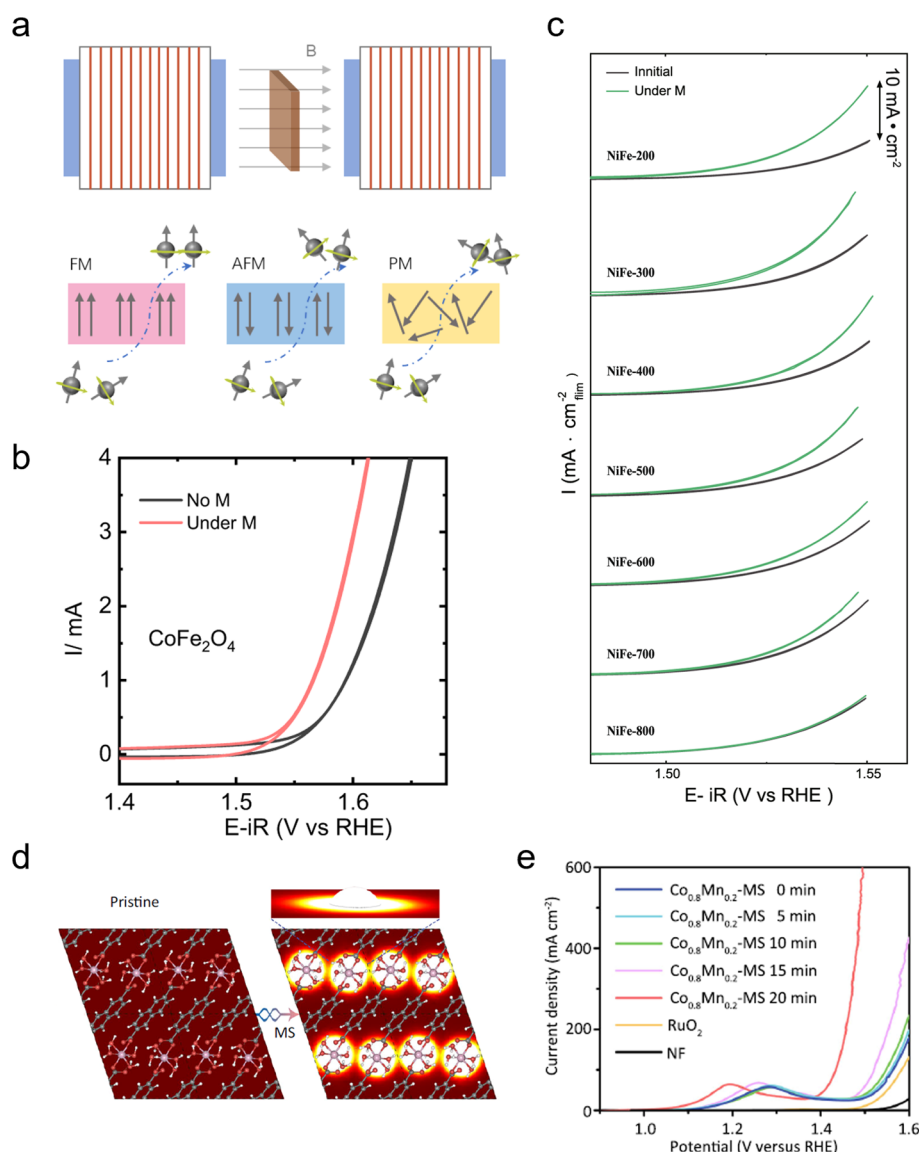 a
B
FM
AFM
PM
b
4
3
2
1
0
I/ mA
No M
Under M
CoFe₂O₄
1.4
1.5
1.6
E-iR (V vs RHE)
c
Innitial
Under M
10 mA • cm⁻²
NiFe-200
NiFe-300
NiFe-400
NiFe-500
NiFe-600
NiFe-700
NiFe-800
I (mA · cm⁻²flim)
1.50
1.55
E- iR (V vs RHE )
d
Pristine
MS
e
600
400
200
0
Current density (mA cm⁻²)
Co₀.₈Mn₀.₂-MS 0 min
Co₀.₈Mn₀.₂-MS 5 min
Co₀.₈Mn₀.₂-MS 10 min
Co₀.₈Mn₀.₂-MS 15 min
Co₀.₈Mn₀.₂-MS 20 min
RuO₂
NF
1.0
1.2
1.4
1.6
Potential (V versus RHE)